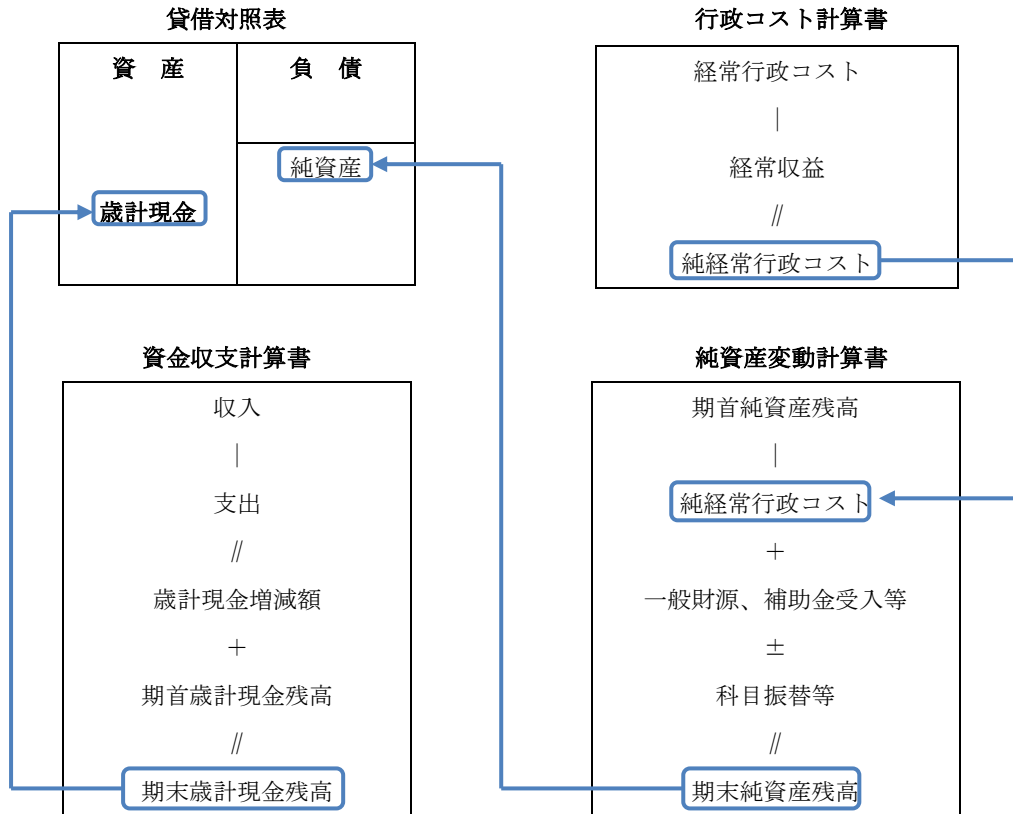 貸借対照表
資　産
負　債
純資産
歳計現金
行政コスト計算書
経常行政コスト
｜
経常収益
//
純経常行政コスト
資金収支計算書
収入
｜
支出
//
歳計現金増減額
＋
期首歳計現金残高
//
期末歳計現金残高
純資産変動計算書
期首純資産残高
｜
純経常行政コスト
＋
一般財源、補助金受入等
±
科目振替等
//
期末純資産残高